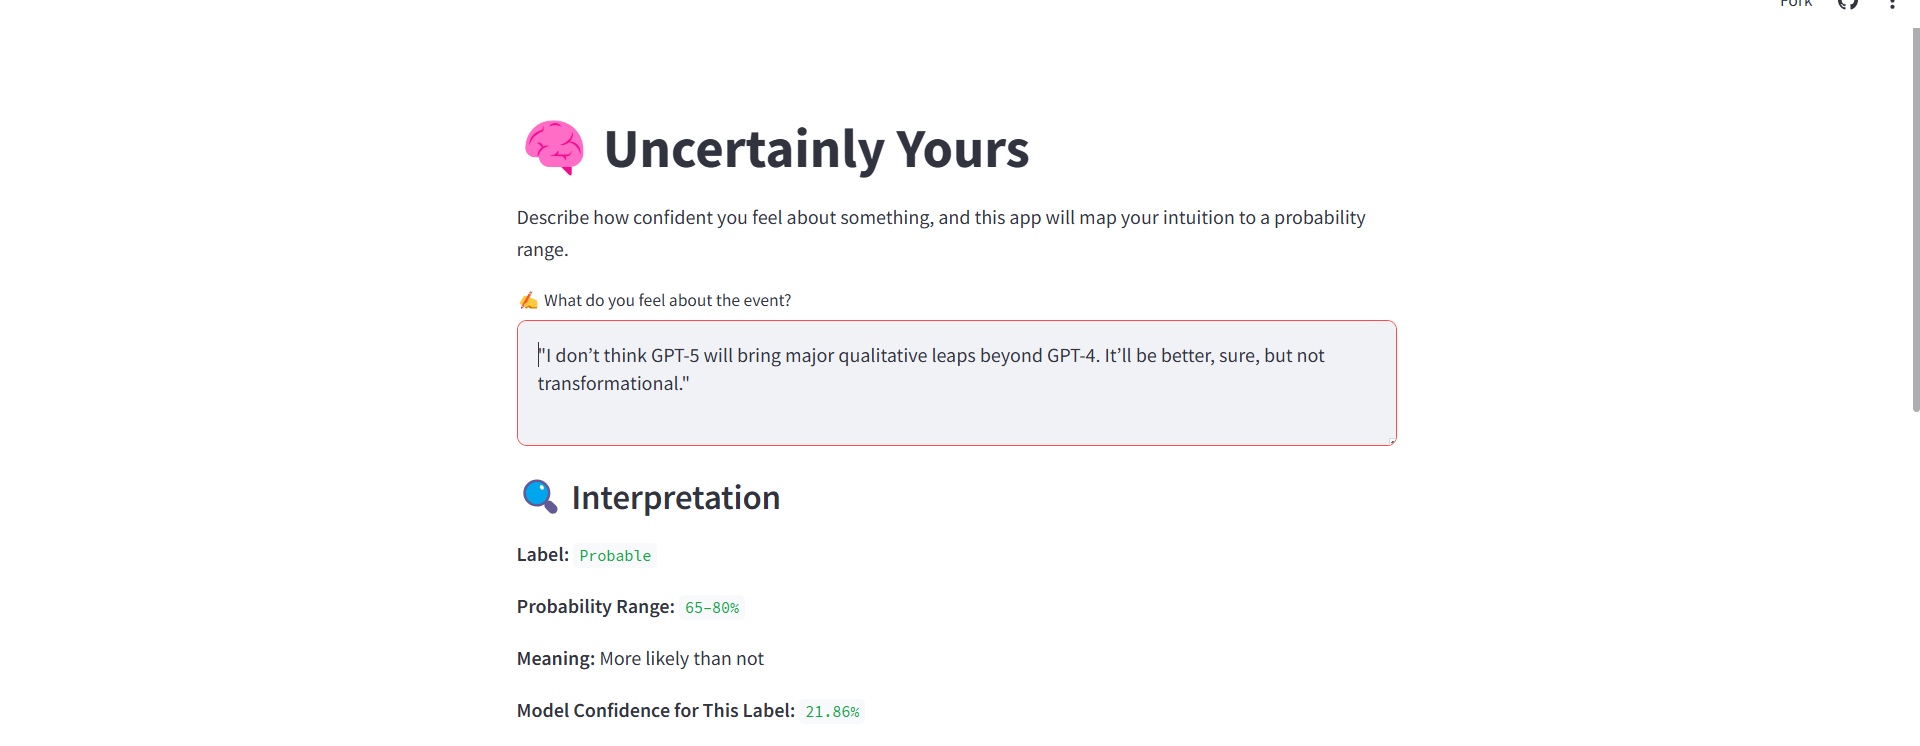 Fork
Uncertainly Yours
Describe how confident you feel about something, and this app will map your intuition to a probability
range.
✍️ What do you feel about the event?
"I don’t think GPT-5 will bring major qualitative leaps beyond GPT-4. It’ll be better, sure, but not
transformational."
Interpretation
Label: Probable
Probability Range: 65–80%
Meaning: More likely than not
Model Confidence for This Label: 21.86%